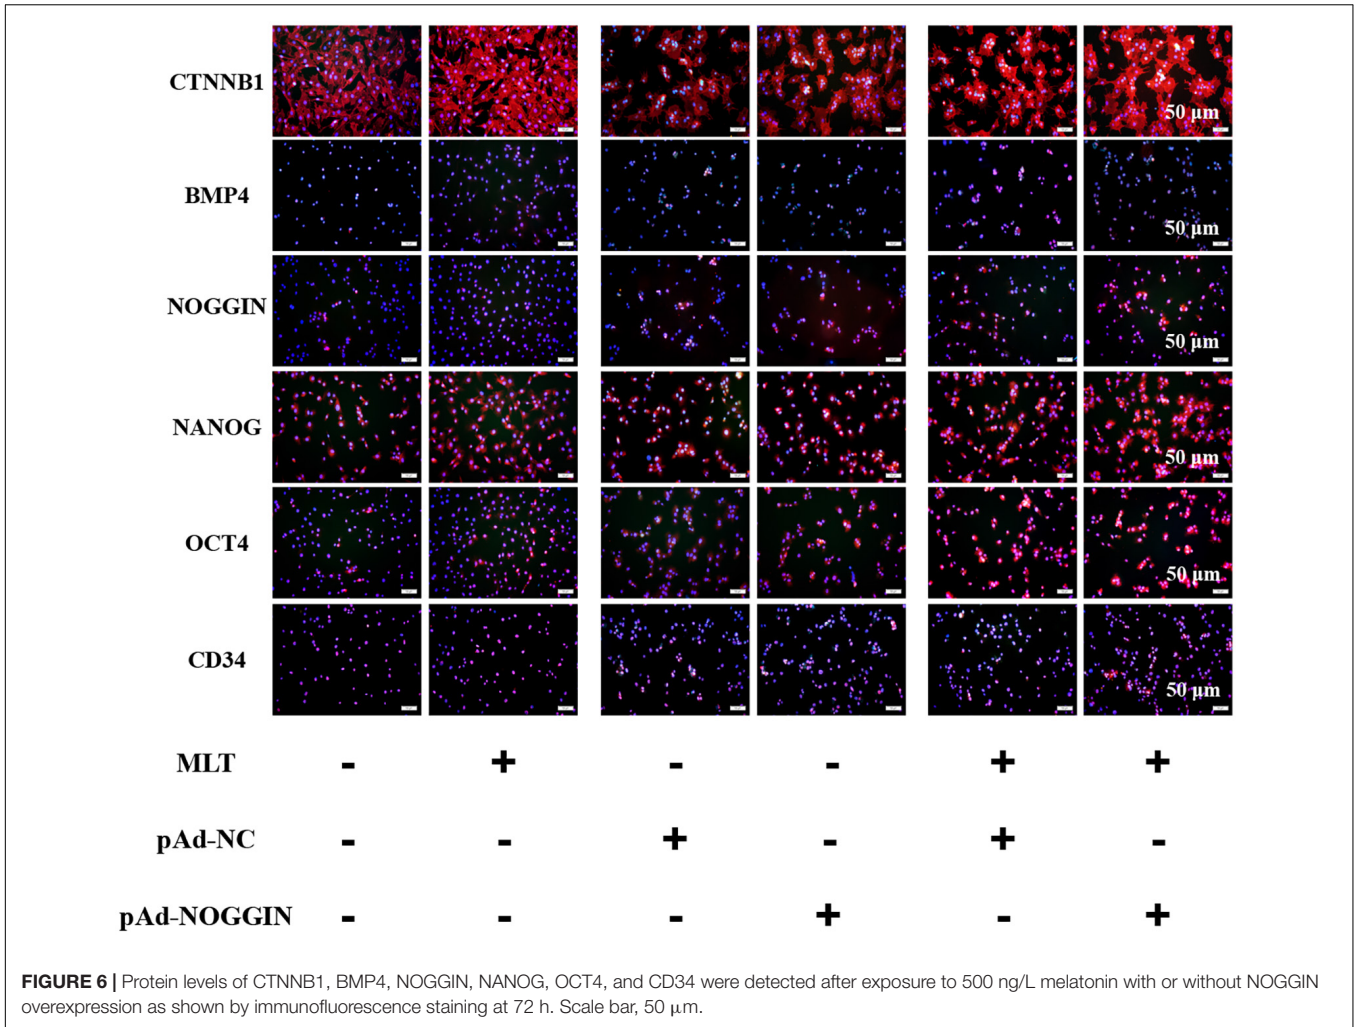 CTNNB1
50 μm
BMP4
50 μm
NOGGIN
50 μm
NANOG
50 μm
OCT4
50 μm
CD34
50 μm
MLT - + - - + +
pAd-NC - - + - + -
pAd-NOGGIN - - - + - +
FIGURE 6 | Protein levels of CTNNB1, BMP4, NOGGIN, NANOG, OCT4, and CD34 were detected after exposure to 500 ng/L melatonin with or without NOGGIN
overexpression as shown by immunofluorescence staining at 72 h. Scale bar, 50 μm.